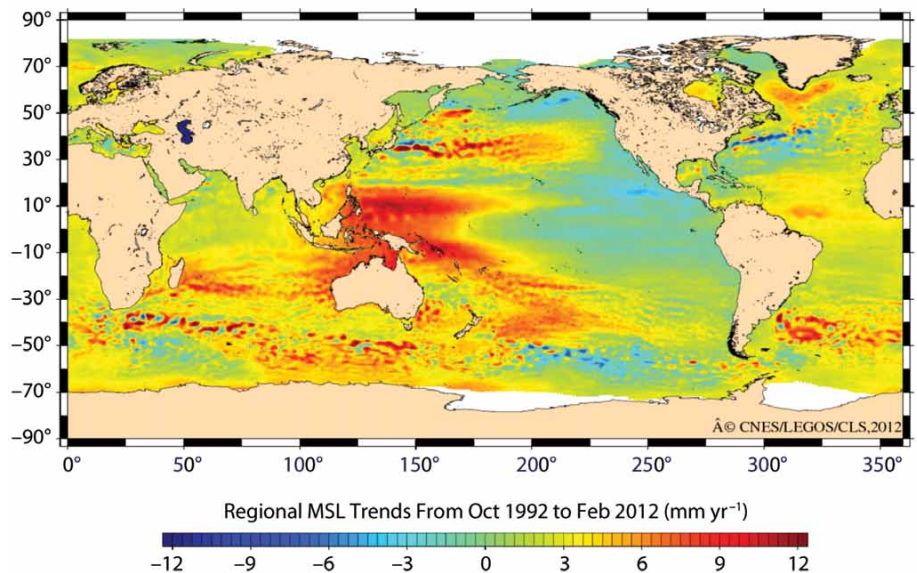 90°
70°
50°
30°
10°
−10°
−30°
−50°
−70°
−90°
Â© CNES/LEGOS/CLS,2012
0° 50° 100° 150° 200° 250° 300° 350°
Regional MSL Trends From Oct 1992 to Feb 2012 (mm yr⁻¹)
−12 −9 −6 −3 0 3 6 9 12